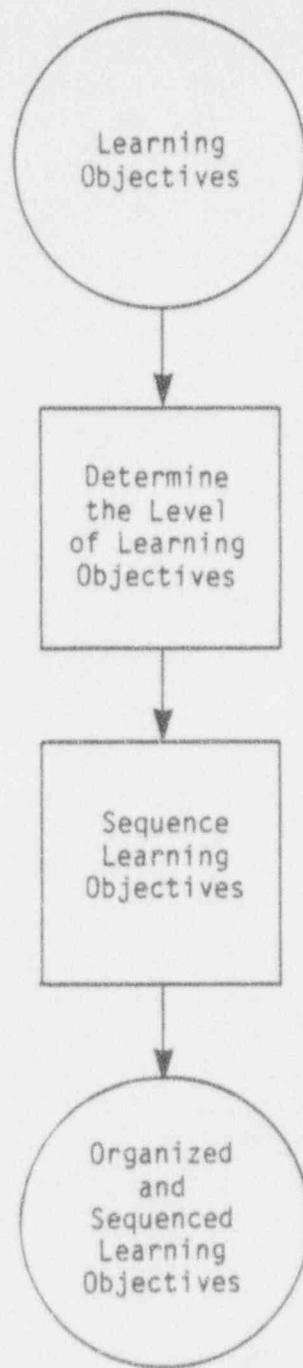 Learning
Objectives
Determine
the Level
of Learning
Objectives
Sequence
Learning
Objectives
Organized
and
Sequenced
Learning
Objectives